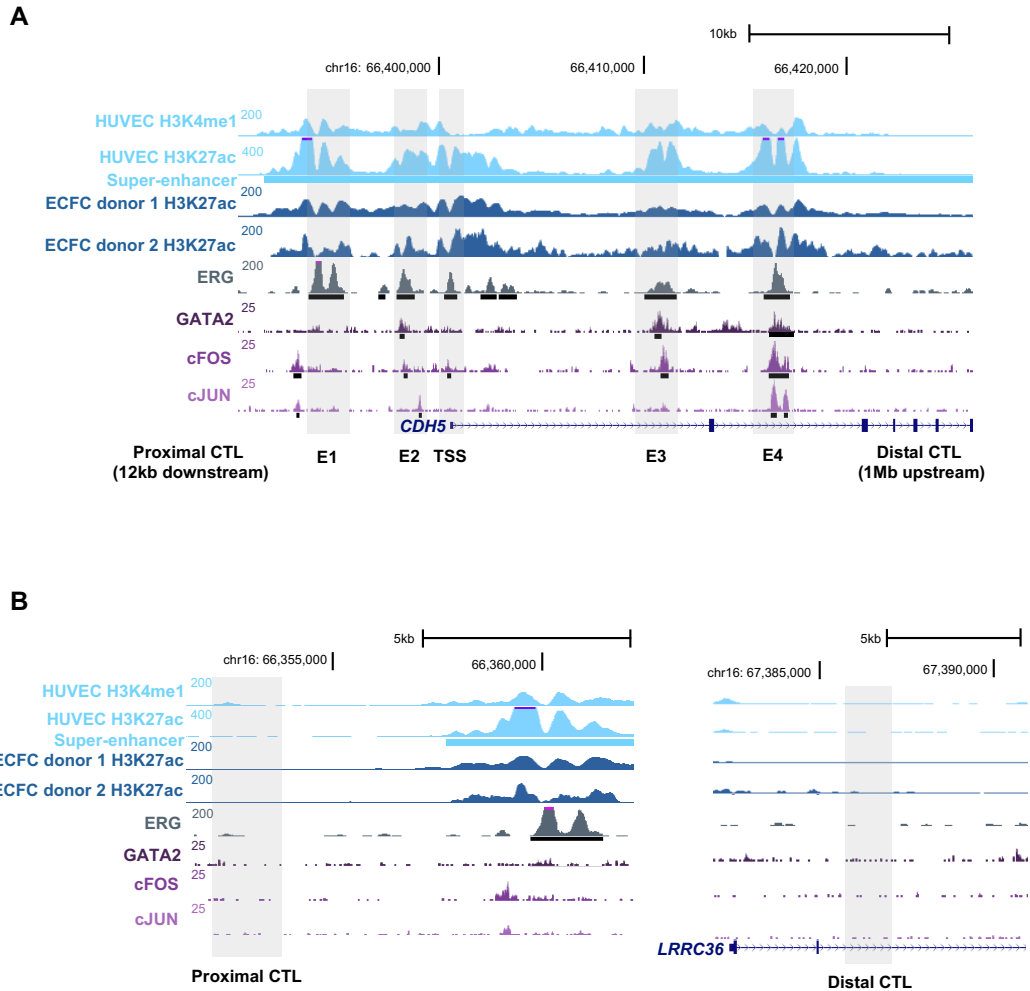 A
10kb
chr16: 66,400,000
66,410,000
66,420,000
HUVEC H3K4me1
200
HUVEC H3K27ac
400
Super-enhancer
ECFC donor 1 H3K27ac
200
ECFC donor 2 H3K27ac
200
ERG
200
GATA2
25
cFOS
25
cJUN
25
CDH5
Proximal CTL
(12kb downstream)
E1
E2
TSS
E3
E4
Distal CTL
(1Mb upstream)
B
5kb
chr16: 66,355,000
66,360,000
5kb
chr16: 67,385,000
67,390,000
HUVEC H3K4me1
200
HUVEC H3K27ac
400
Super-enhancer
200
ECFC donor 1 H3K27ac
ECFC donor 2 H3K27ac
200
ERG
200
GATA2
25
cFOS
25
cJUN
25
LRRC36
Proximal CTL
Distal CTL